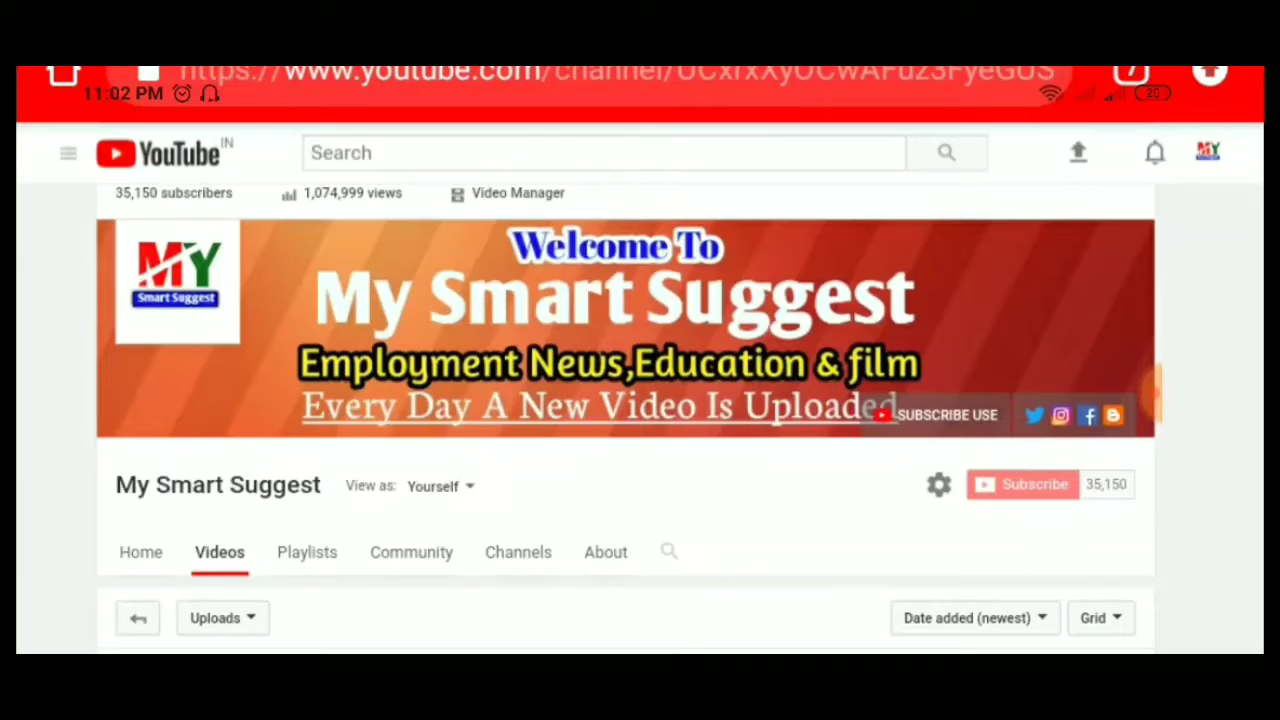 https://www.youtube.com/channel/
7
11:02 PM
20
YouTube IN
Search
MY
35,150 subscribers
1,074,999 views
Video Manager
MY
Smart Suggest
Welcome To
My Smart Suggest
Employment News,Education & film
Every Day A New Video Is Uploaded
SUBSCRIBE USE
My Smart Suggest
View as: Yourself
Subscribe 35,150
Home
Videos
Playlists
Community
Channels
About
Uploads
Date added (newest)
Grid